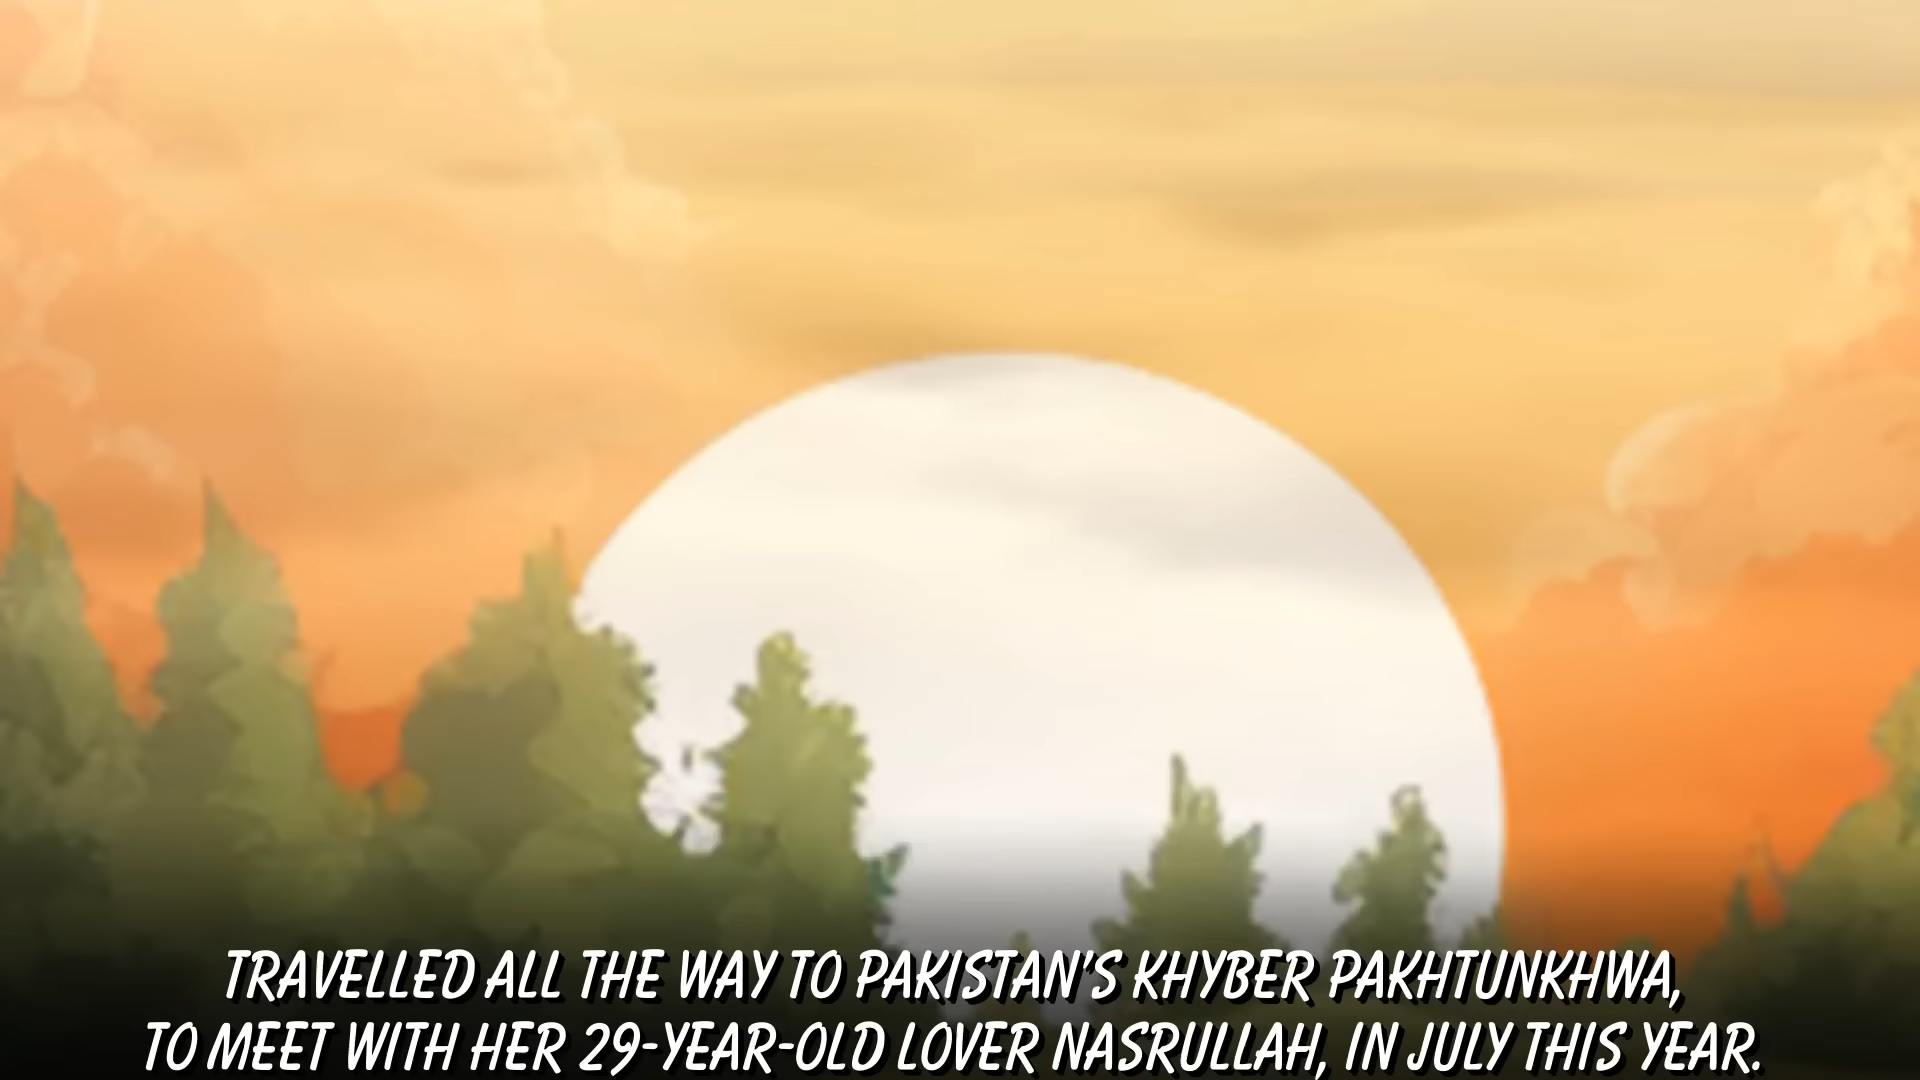 TRAVELLED ALL THE WAY TO PAKISTAN'S KHYBER PAKHTUNKHWA,
TO MEET WITH HER 29-YEAR-OLD LOVER NASRULLAH, IN JULY THIS YEAR.